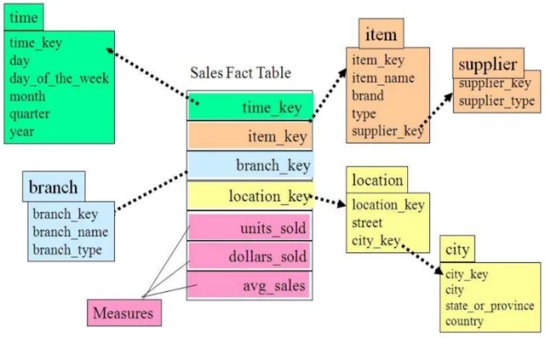 time
time_key
day
day_of_the_week
month
quarter
year
Sales Fact Table
time_key
item_key
branch_key
location_key
units_sold
dollars_sold
avg_sales
Measures
branch
branch_key
branch_name
branch_type
item
item_key
item_name
brand
type
supplier_key
supplier
supplier_key
supplier_type
location
location_key
street
city_key
city
city_key
city
state_or_province
country